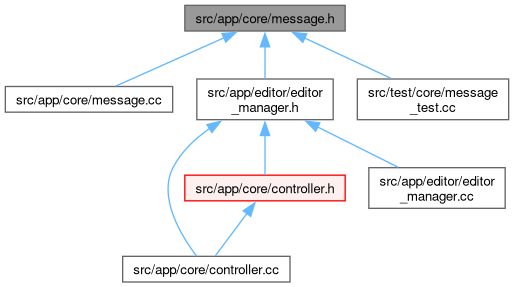 src/app/core/message.h
src/app/core/message.cc
src/app/editor/editor
_manager.h
src/test/core/message
_test.cc
src/app/core/controller.h
src/app/editor/editor
_manager.cc
src/app/core/controller.cc